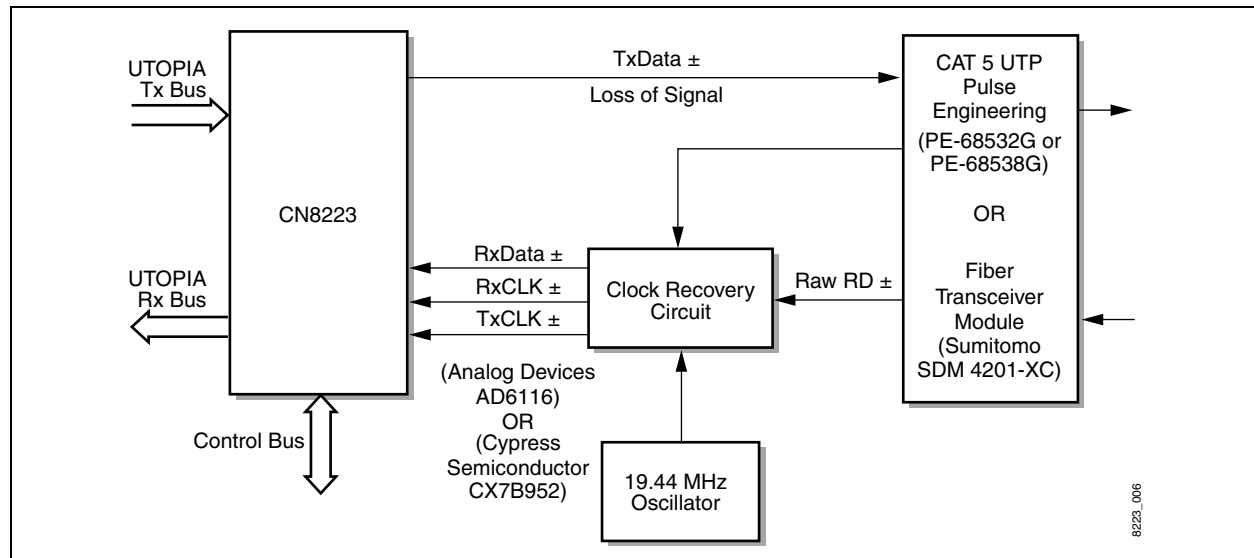 UTOPIA
Tx Bus
UTOPIA
Rx Bus
CN8223
Control Bus
TxData ±
Loss of Signal
RxData ±
RxCLK ±
TxCLK ±
(Analog Devices
AD6116)
OR
(Cypress
Semiconductor
CX7B952)
Clock Recovery
Circuit
Raw RD ±
19.44 MHz
Oscillator
CAT 5 UTP
Pulse
Engineering
(PE-68532G or
PE-68538G)
OR
Fiber
Transceiver
Module
(Sumitomo
SDM 4201-XC)
8223_006